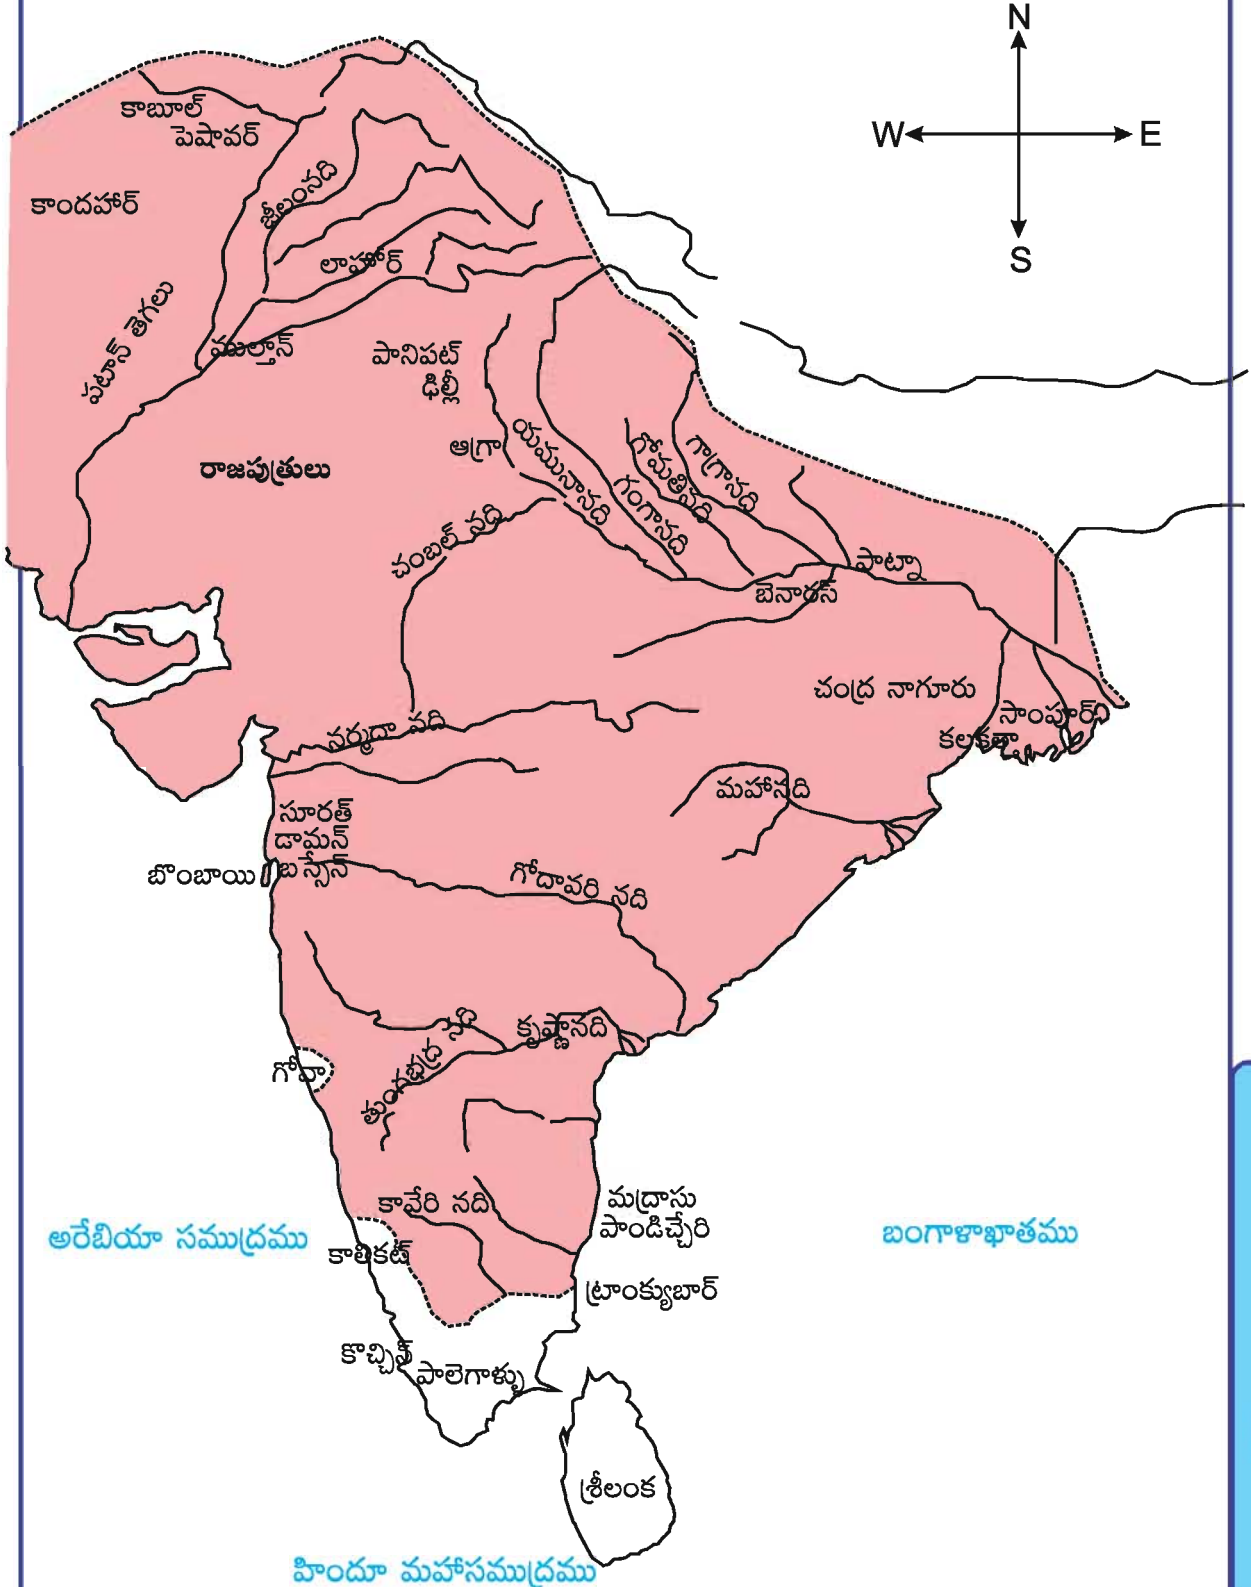 N
W
E
S
కాబూల్
పెషావర్
కాందహార్
జీలంనది
లాహోర్
పఠాన్ తెగలు
ముల్తాన్
పానిపట్
ఢిల్లీ
ఆగ్రా
యమునానది
గంగానది
గోమతినది
గాగ్రానది
రాజపుత్రులు
చంబల్ నది
పాట్నా
బెనారస్
చంద్ర నాగూరు
సాంపూర్
కలకత్తా
నర్మదా నది
మహానది
సూరత్
డామన్
బస్సేన్
బొంబాయి
గోదావరి నది
తుంగభద్ర నది
కృష్ణానది
గోవా
కావేరి నది
మద్రాసు
పాండిచ్చేరి
అరేబియా సముద్రము
బంగాళాఖాతము
కాలికట్
ట్రాంక్యుబార్
కొచ్చిన్
పాలెగాళ్ళు
శ్రీలంక
హిందూ మహాసముద్రము